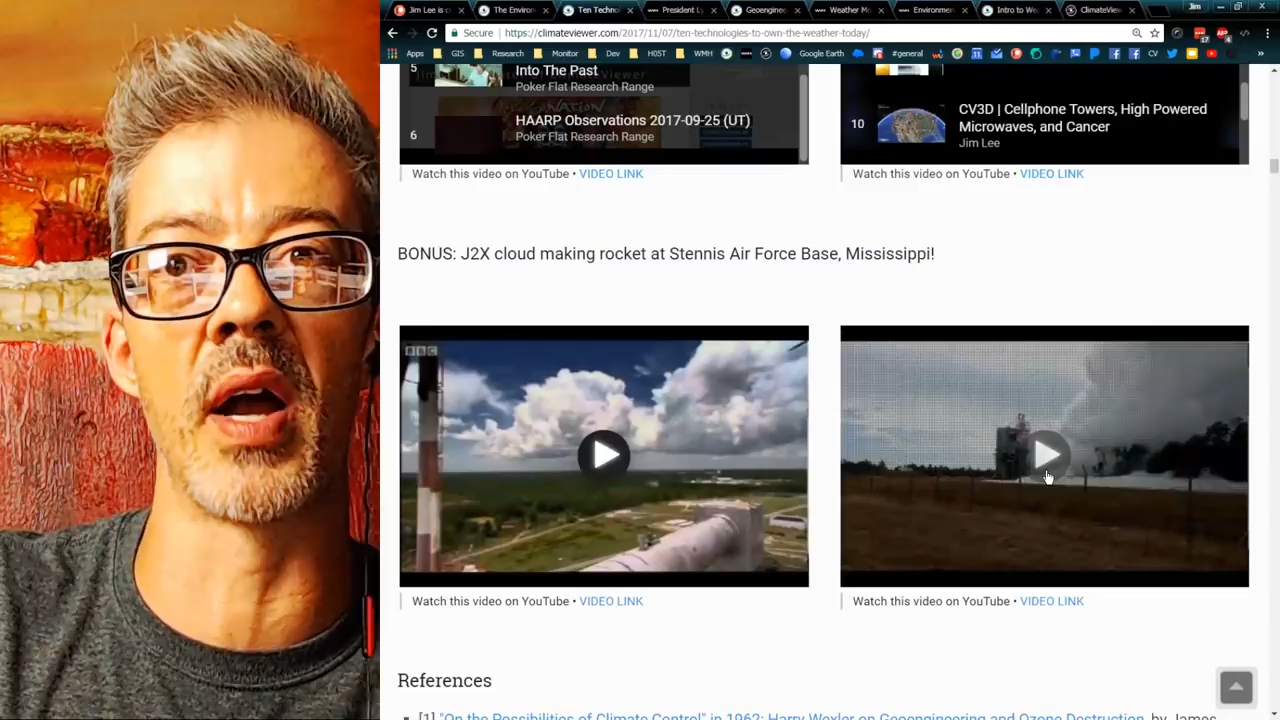 Jim Lee is c
The Environ
Ten Techno
President Ly
Geoengine
Weather Mo
Environmen
Intro to We
ClimateView
Jim
Secure
https://climateviewer.com/2017/11/07/ten-technologies-to-own-the-weather-today/
Apps
GIS
Research
Monitor
Dev
H05T
WMH
Google Earth
#general
CV
YouTube
5
Into The Past
Poker Flat Research Range
6
HAARP Observations 2017-09-25 (UT)
Poker Flat Research Range
10
CV3D | Cellphone Towers, High Powered
Microwaves, and Cancer
Jim Lee
Watch this video on YouTube • VIDEO LINK
Watch this video on YouTube • VIDEO LINK
BONUS: J2X cloud making rocket at Stennis Air Force Base, Mississippi!
BBC
Watch this video on YouTube • VIDEO LINK
Watch this video on YouTube • VIDEO LINK
References
[1] "On the Possibilities of Climate Control" in 1962: Harry Wexler on Geoengineering and Ozone Destruction, by James